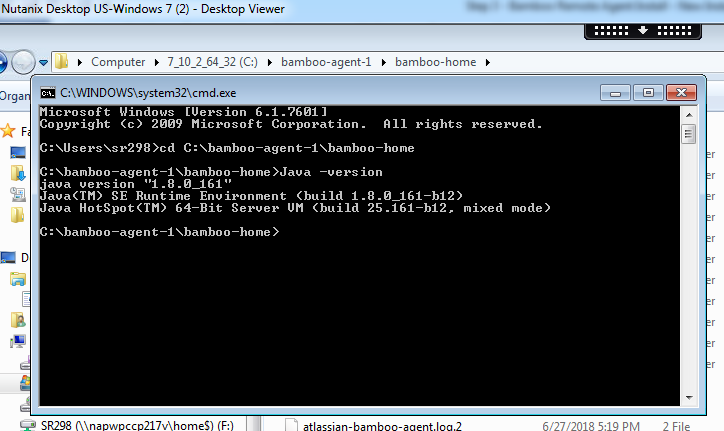 Nutanix Desktop US-Windows 7 (2) - Desktop Viewer
Computer 7_10_2_64_32 (C:) bamboo-agent-1 bamboo-home
C:\WINDOWS\system32\cmd.exe
Microsoft Windows [Version 6.1.7601]
Copyright (c) 2009 Microsoft Corporation.  All rights reserved.
C:\Users\sr298>cd C:\bamboo-agent-1\bamboo-home
C:\bamboo-agent-1\bamboo-home>Java -version
java version "1.8.0_161"
Java(TM) SE Runtime Environment (build 1.8.0_161-b12)
Java HotSpot(TM) 64-Bit Server VM (build 25.161-b12, mixed mode)
C:\bamboo-agent-1\bamboo-home>
SR298 (\\napwpccp217v\home$) (F:)
atlassian-bamboo-agent.log.2 6/27/2018 5:19 PM 2 File